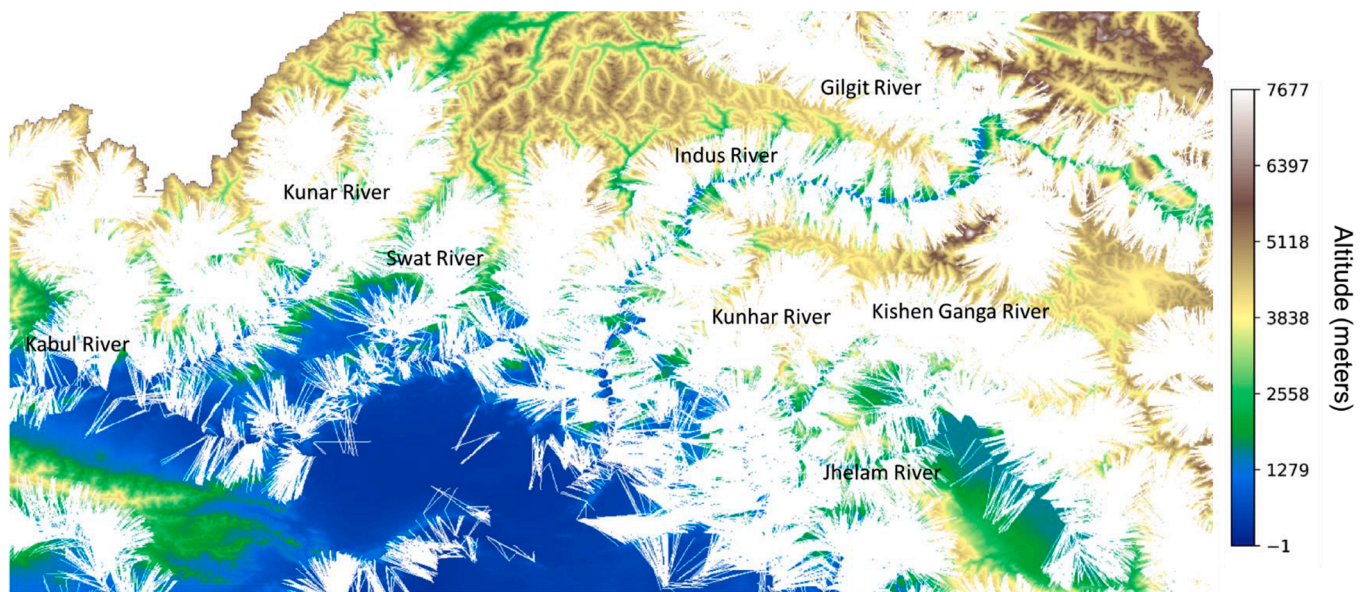 Gilgit River
Indus River
Kunar River
Swat River
Kunhar River
Kishen Ganga River
Kabul River
Jhelam River
7677
6397
5118
3838
2558
1279
−1
Altitude (meters)